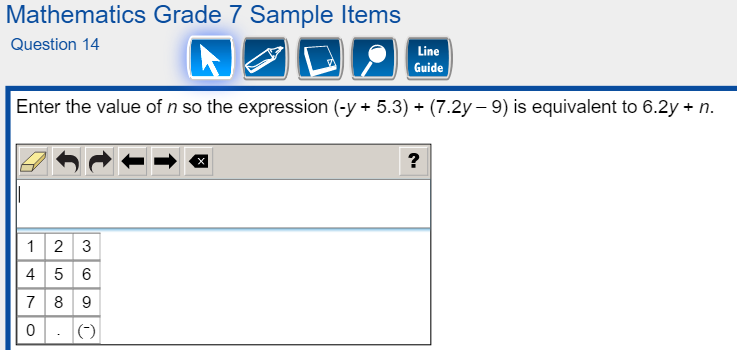 Mathematics Grade 7 Sample Items
Question 14
Line
Guide
Enter the value of n so the expression (-y + 5.3) + (7.2y – 9) is equivalent to 6.2y + n.
?
1 2 3
4 5 6
7 8 9
0 . (-)